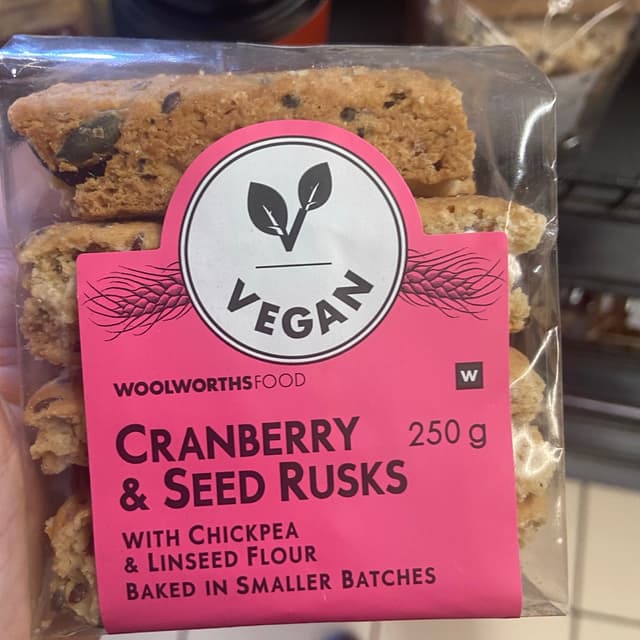 VEGAN
WOOLWORTHSFOOD
W
CRANBERRY 250 g
& SEED RUSKS
WITH CHICKPEA
& LINSEED FLOUR
BAKED IN SMALLER BATCHES